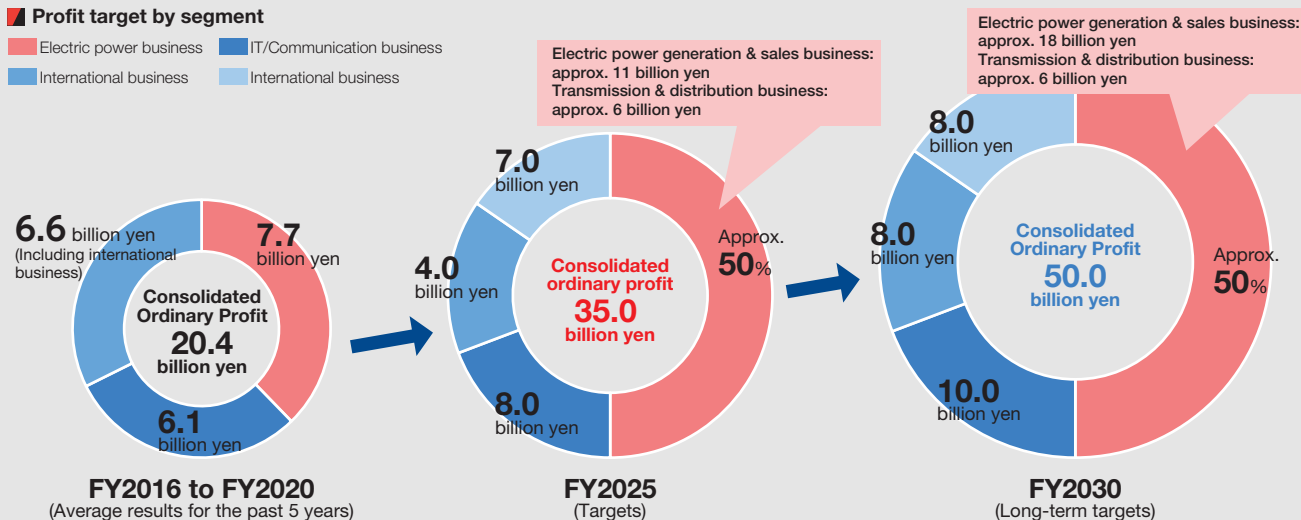 Profit target by segment
Electric power business
IT/Communication business
International business
International business
6.6 billion yen
(Including international
business)
7.7
billion yen
Consolidated
Ordinary Profit
20.4
billion yen
6.1
billion yen
FY2016 to FY2020
(Average results for the past 5 years)
Electric power generation & sales business:
approx. 11 billion yen
Transmission & distribution business:
approx. 6 billion yen
7.0
billion yen
4.0
billion yen
Consolidated
ordinary profit
35.0
billion yen
Approx.
50%
8.0
billion yen
FY2025
(Targets)
Electric power generation & sales business:
approx. 18 billion yen
Transmission & distribution business:
approx. 6 billion yen
8.0
billion yen
8.0
billion yen
Consolidated
Ordinary Profit
50.0
billion yen
Approx.
50%
10.0
billion yen
FY2030
(Long-term targets)